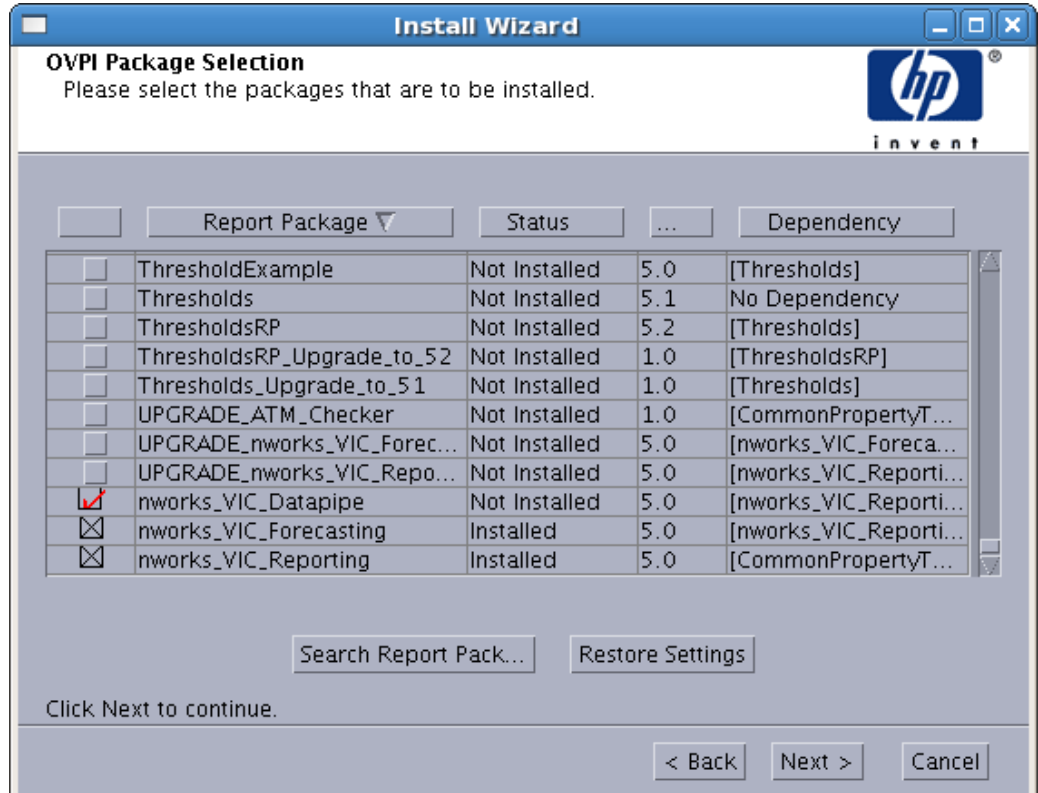 Install Wizard
OVPI Package Selection
Please select the packages that are to be installed.
hp
®
invent
Report Package Status ... Dependency
ThresholdExample Not Installed 5.0 [Thresholds]
Thresholds Not Installed 5.1 No Dependency
ThresholdsRP Not Installed 5.2 [Thresholds]
ThresholdsRP_Upgrade_to_52 Not Installed 1.0 [ThresholdsRP]
Thresholds_Upgrade_to_51 Not Installed 1.0 [Thresholds]
UPGRADE_ATM_Checker Not Installed 1.0 [CommonPropertyT...
UPGRADE_nworks_VIC_Forec... Not Installed 5.0 [nworks_VIC_Foreca...
UPGRADE_nworks_VIC_Repo... Not Installed 5.0 [nworks_VIC_Reporti...
nworks_VIC_Datapipe Not Installed 5.0 [nworks_VIC_Reporti...
nworks_VIC_Forecasting Installed 5.0 [nworks_VIC_Reporti...
nworks_VIC_Reporting Installed 5.0 [CommonPropertyT...
Search Report Pack... Restore Settings
Click Next to continue.
< Back Next > Cancel